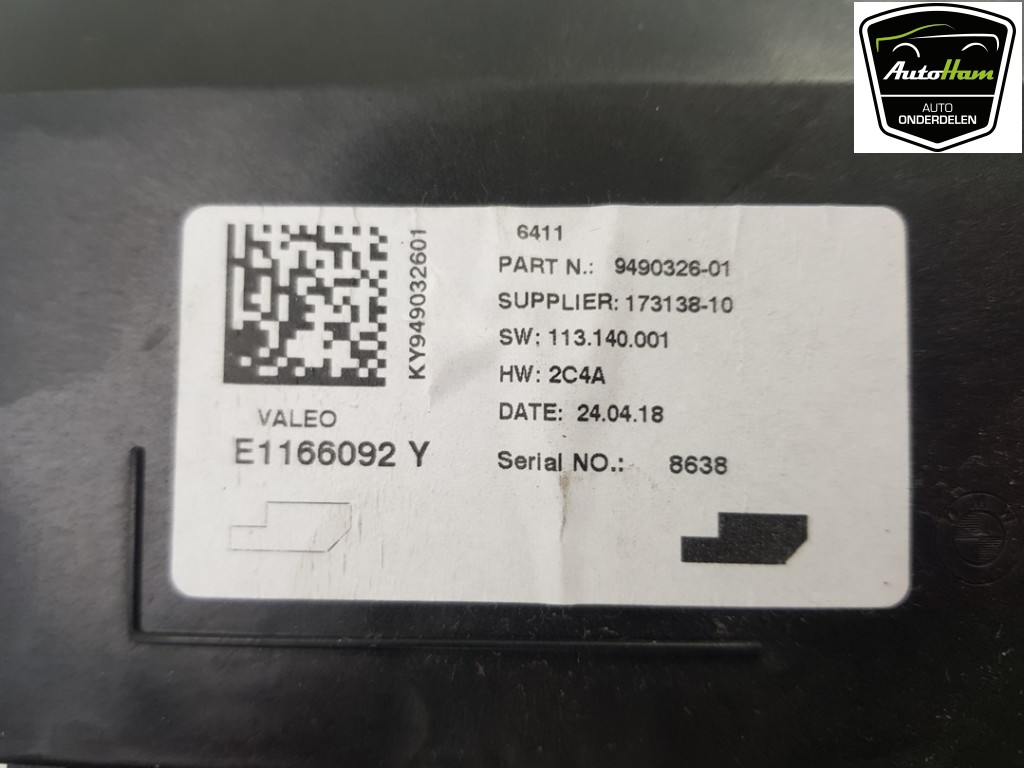 AutoHam
AUTO
ONDERDELEN
6411
PART N.: 9490326-01
SUPPLIER: 173138-10
SW: 113.140.001
HW: 2C4A
DATE: 24.04.18
Serial NO.: 8638
KY949032601
VALEO
E1166092 Y